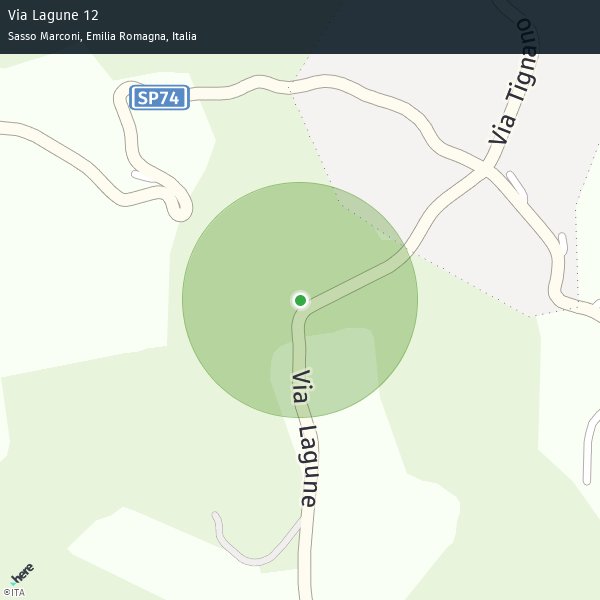 Via Lagune 12
Sasso Marconi, Emilia Romagna, Italia
Via Tignano
SP74
Via Lagune
here
©ITA